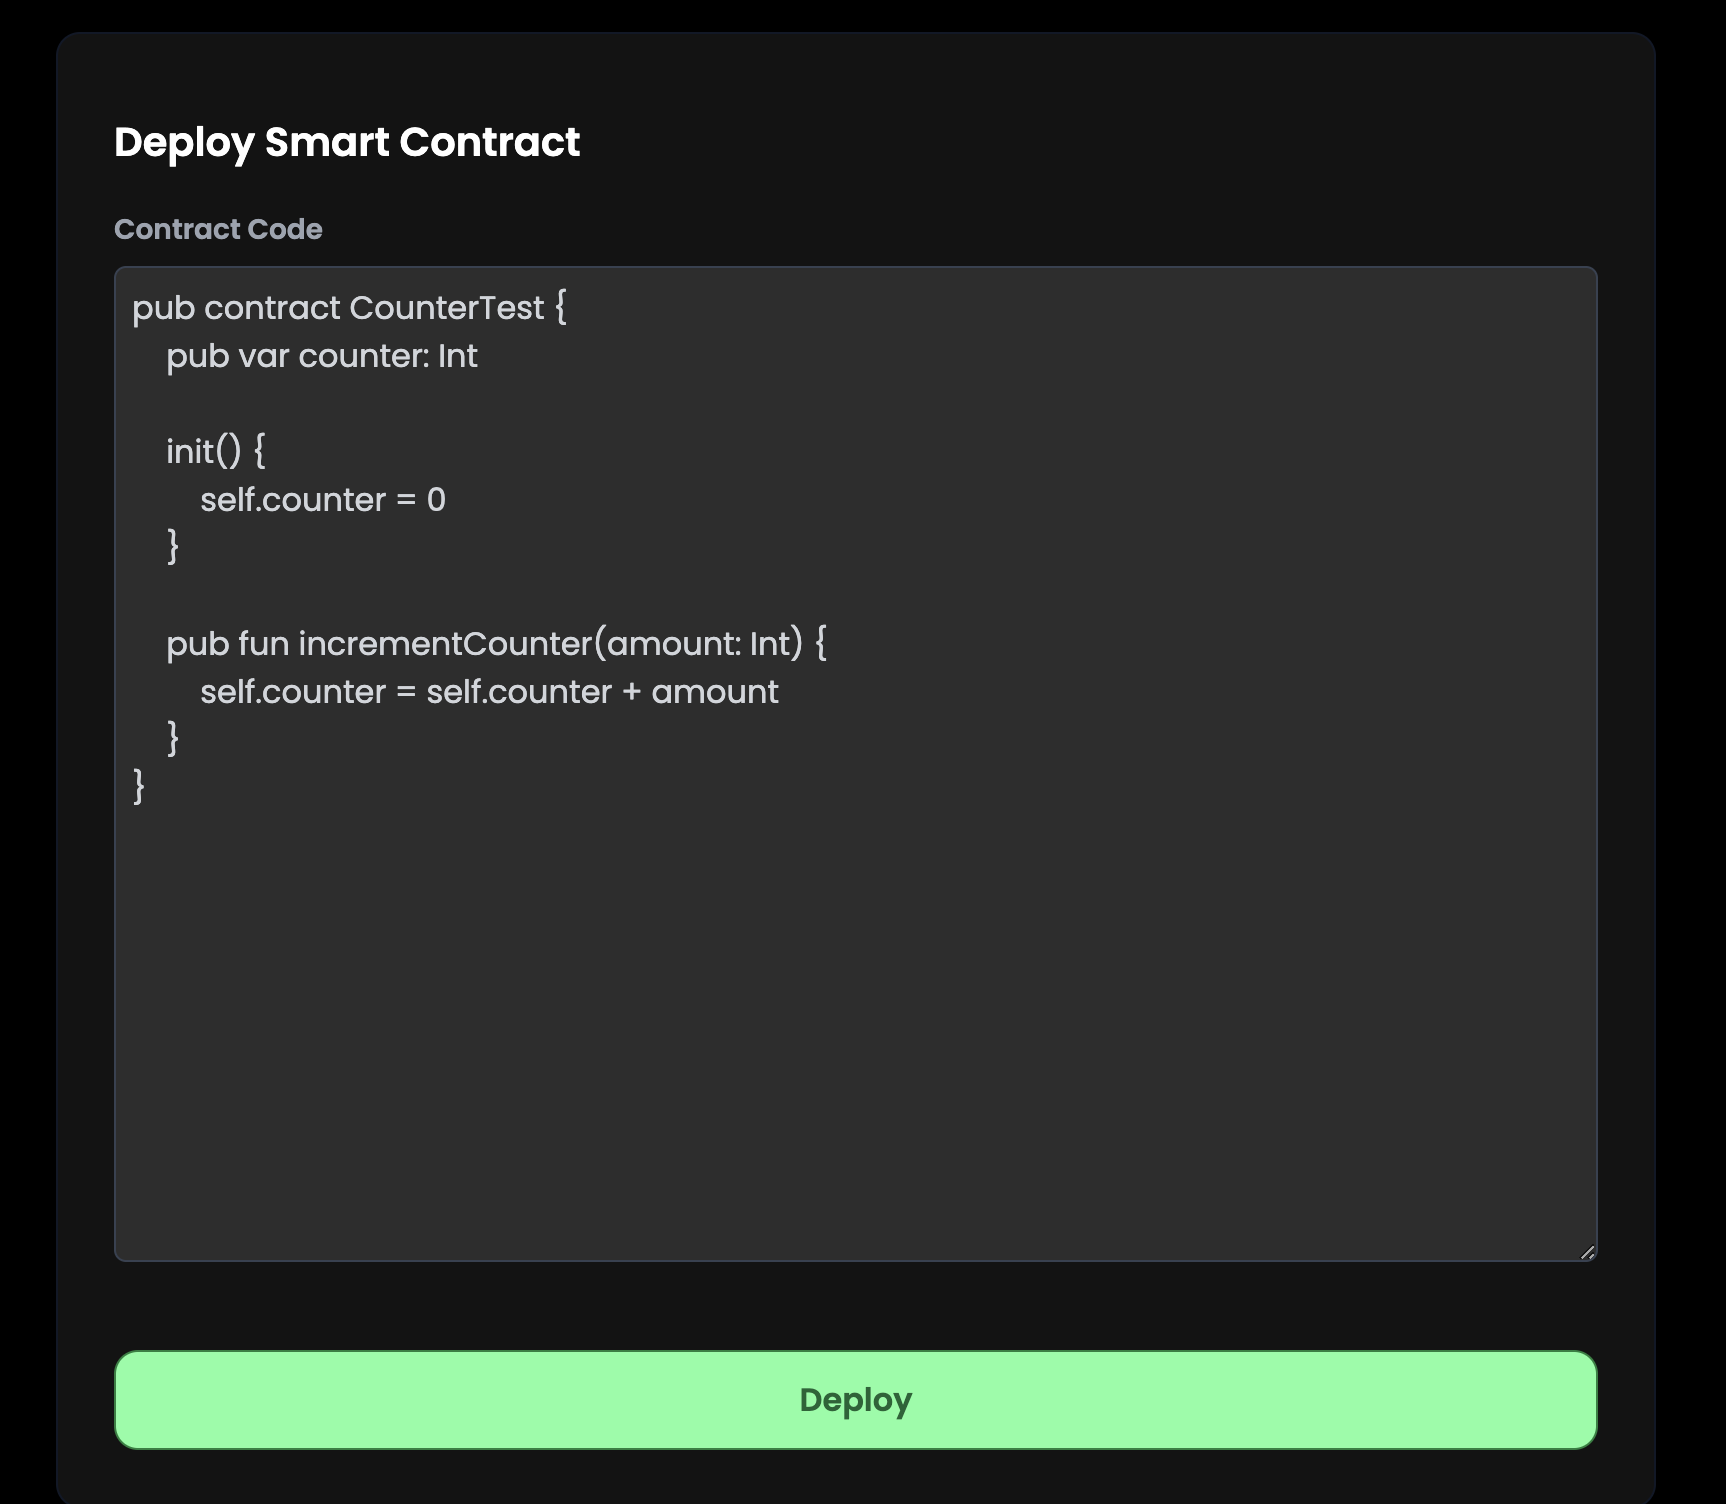 Deploy Smart Contract
Contract Code
pub contract CounterTest {
    pub var counter: Int

    init() {
        self.counter = 0
    }

    pub fun incrementCounter(amount: Int) {
        self.counter = self.counter + amount
    }
}
Deploy